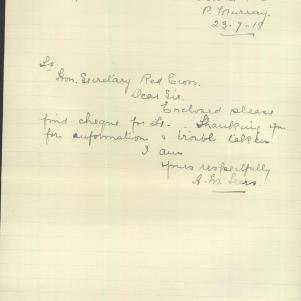 R. Murray.
23-7-18
To
Hon. Secretary Red Cross.
Dear Sir.
Enclosed please
find cheque for Thanking you
for information & trouble taken
I am
Yours respectfully
A. M. Sears.